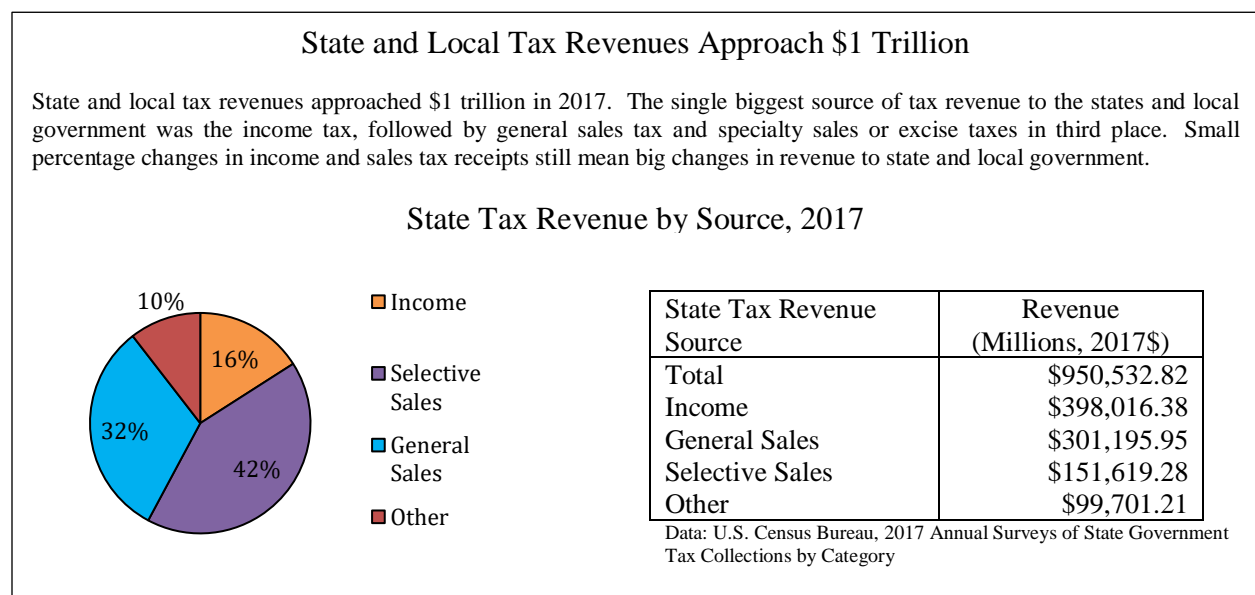 State and Local Tax Revenues Approach $1 Trillion
State and local tax revenues approached $1 trillion in 2017. The single biggest source of tax revenue to the states and local
government was the income tax, followed by general sales tax and specialty sales or excise taxes in third place. Small
percentage changes in income and sales tax receipts still mean big changes in revenue to state and local government.
State Tax Revenue by Source, 2017
10%
16%
32%
42%
Income
Selective
Sales
General
Sales
Other
State Tax Revenue Revenue
Source (Millions, 2017$)
Total $950,532.82
Income $398,016.38
General Sales $301,195.95
Selective Sales $151,619.28
Other $99,701.21
Data: U.S. Census Bureau, 2017 Annual Surveys of State Government
Tax Collections by Category